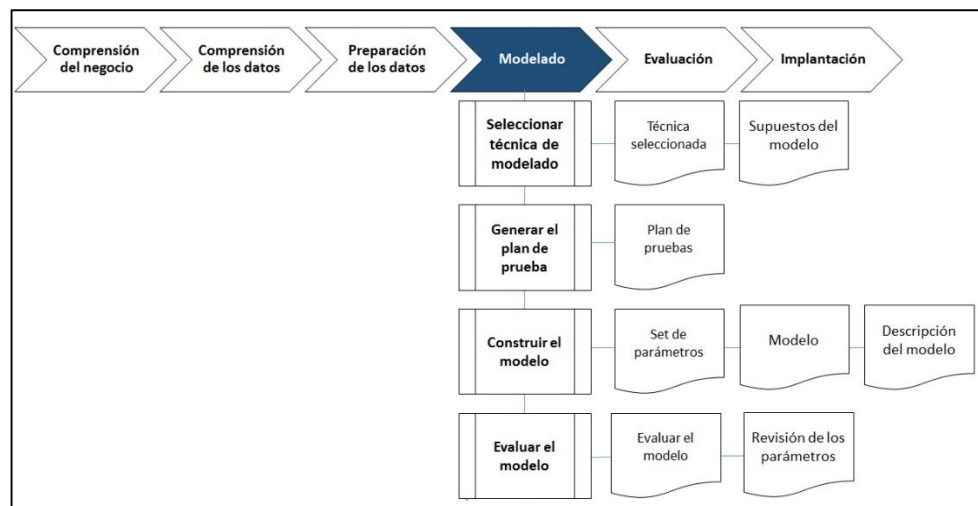 Comprensión
del negocio
Comprensión
de los datos
Preparación
de los datos
Modelado
Evaluación
Implantación
Seleccionar
técnica de
modelado
Técnica
seleccionada
Supuestos del
modelo
Generar el
plan de
prueba
Plan de
pruebas
Construir el
modelo
Set de
parámetros
Modelo
Descripción
del modelo
Evaluar el
modelo
Evaluar el
modelo
Revisión de los
parámetros